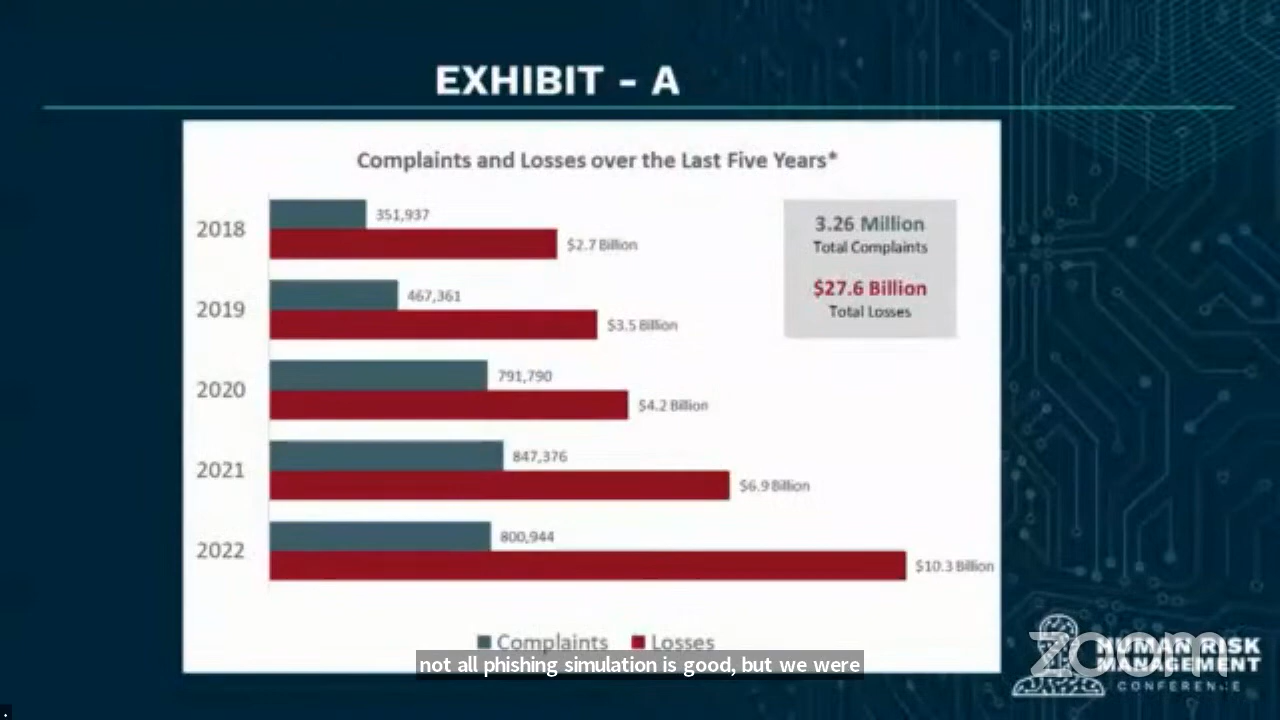 EXHIBIT - A
Complaints and Losses over the Last Five Years*
2018
351,937
$2.7 Billion
3.26 Million
Total Complaints
$27.6 Billion
Total Losses
2019
467,361
$3.5 Billion
2020
791,790
$4.2 Billion
2021
847,376
$6.9 Billion
2022
800,944
$10.3 Billion
Complaints Losses
not all phishing simulation is good, but we were
zoom
HUMAN RISK
MANAGEMENT
CONFERENCE